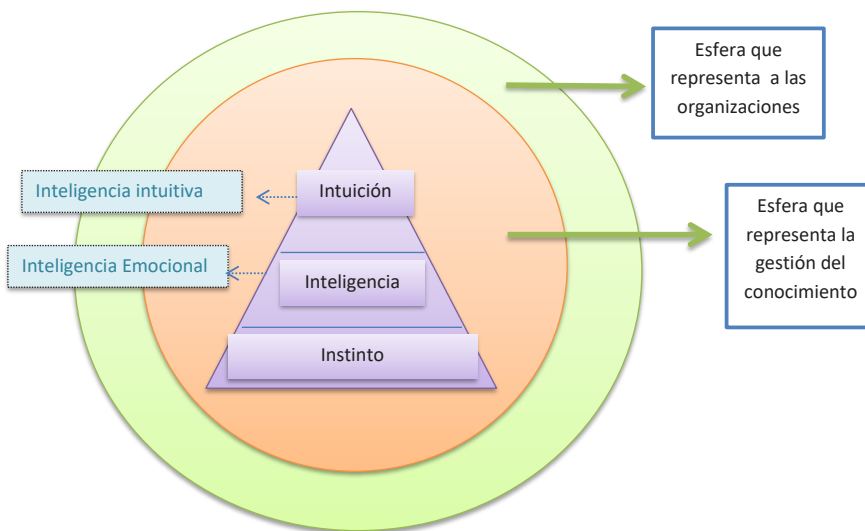 Esfera que
representa a las
organizaciones
Inteligencia intuitiva
Intuición
Esfera que
representa la
gestión del
conocimiento
Inteligencia Emocional
Inteligencia
Instinto